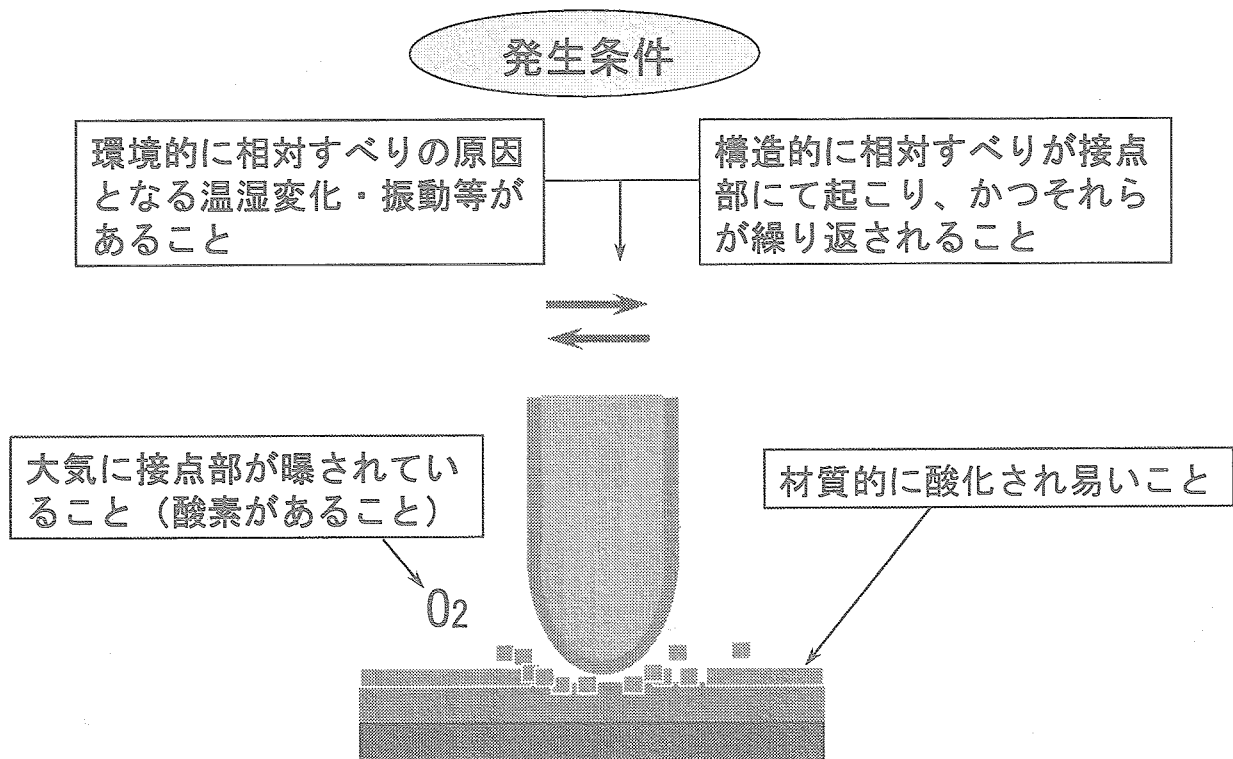 発生条件
環境的に相対すべりの原因
となる温湿変化・振動等が
あること
構造的に相対すべりが接点
部にて起こり、かつそれら
が繰り返されること
大気に接点部が曝されてい
ること（酸素があること）
材質的に酸化され易いこと
O2